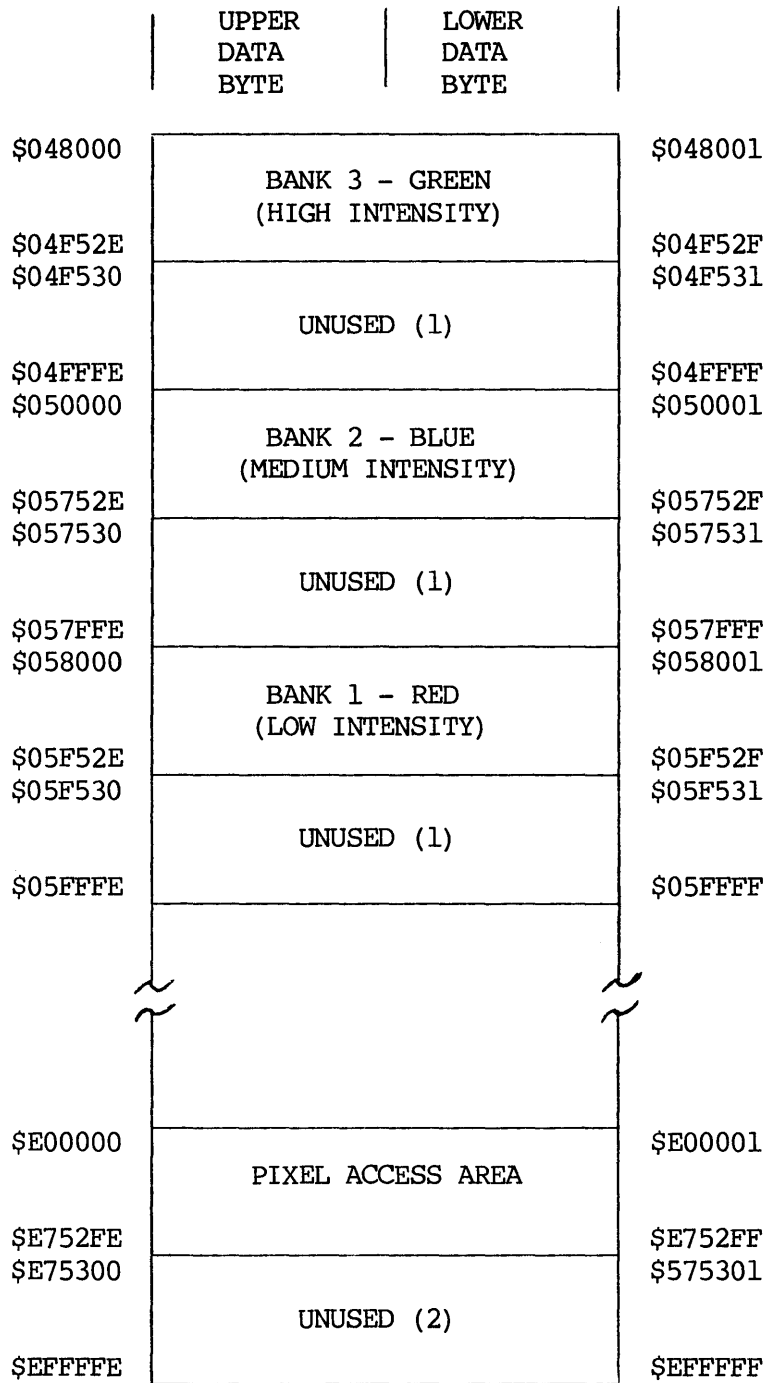 UPPER LOWER
DATA DATA
BYTE BYTE
$048000 $048001
BANK 3 - GREEN
(HIGH INTENSITY)
$04F52E $04F52F
$04F530 $04F531
UNUSED (1)
$04FFFE $04FFFF
$050000 $050001
BANK 2 - BLUE
(MEDIUM INTENSITY)
$05752E $05752F
$057530 $057531
UNUSED (1)
$057FFE $057FFF
$058000 $058001
BANK 1 - RED
(LOW INTENSITY)
$05F52E $05F52F
$05F530 $05F531
UNUSED (1)
$05FFFE $05FFFF
$E00000 $E00001
PIXEL ACCESS AREA
$E752FE $E752FF
$E75300 $575301
UNUSED (2)
$EFFFFE $EFFFFF